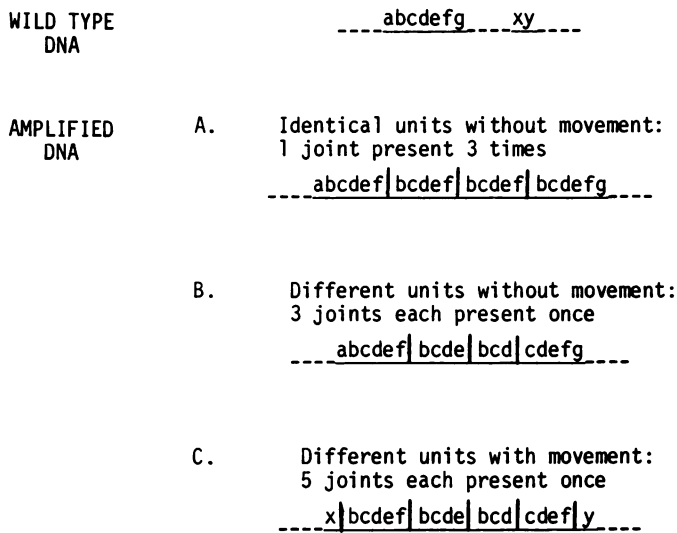 WILD TYPE
DNA
----abcdefg----xy----
AMPLIFIED
DNA
A. Identical units without movement:
1 joint present 3 times
----abcdef|bcdef|bcdef|bcdefg----
B. Different units without movement:
3 joints each present once
----abcdef|bcde|bcd|cdefg----
C. Different units with movement:
5 joints each present once
----x|bcdef|bcde|bcd|cdef|y----